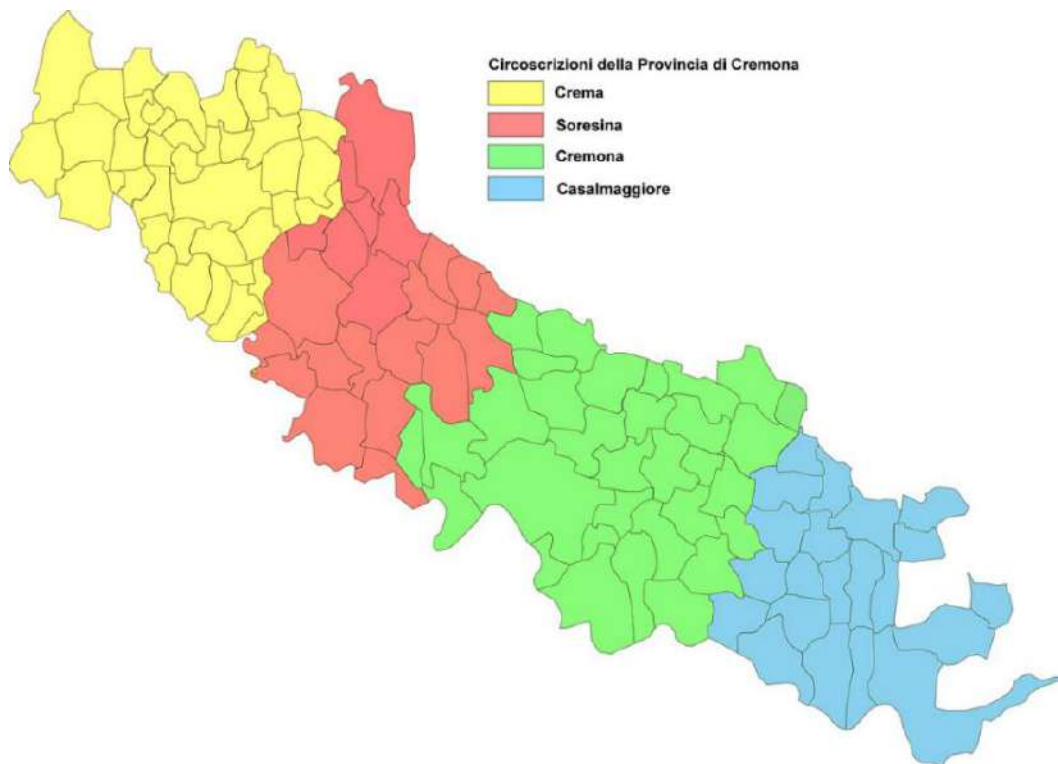 Circoscrizioni della Provincia di Cremona
Crema
Soresina
Cremona
Casalmaggiore